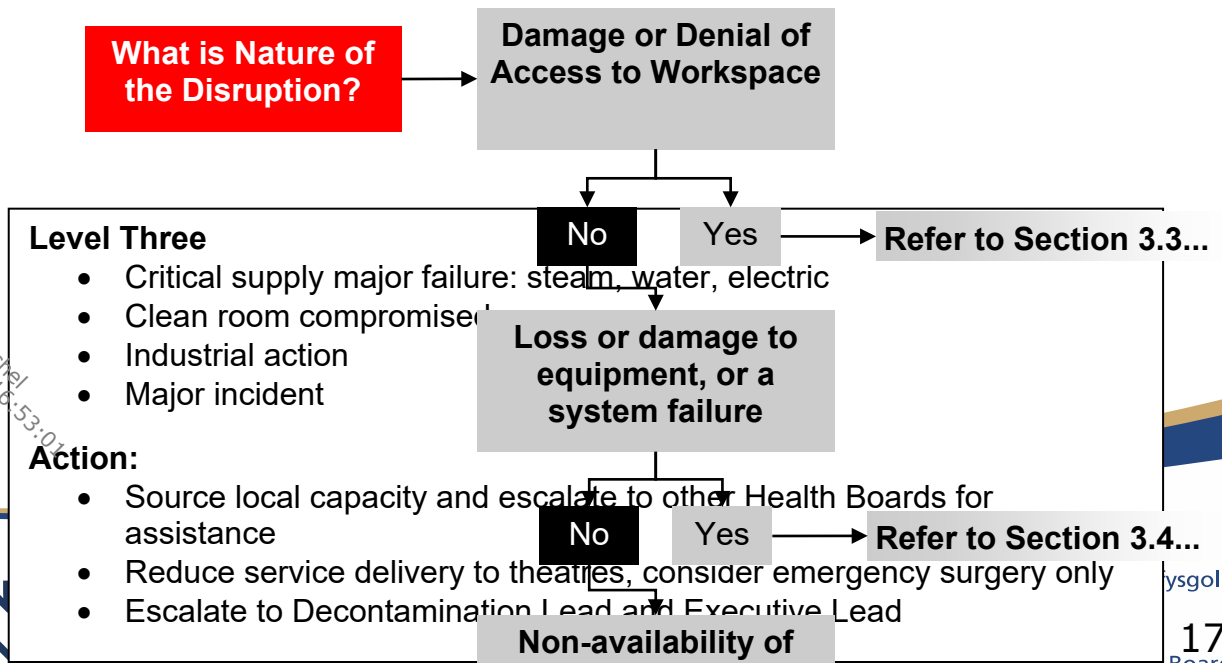 What is Nature of
the Disruption?
Damage or Denial of
Access to Workspace
No
Yes
Refer to Section 3.3...
Level Three
• Critical supply major failure: steam, water, electric
• Clean room compromised
• Industrial action
• Major incident
Loss or damage to
equipment, or a
system failure
Action:
• Source local capacity and escalate to other Health Boards for
assistance
• Reduce service delivery to theatres, consider emergency surgery only
• Escalate to Decontamination Lead and Executive Lead
No
Yes
Refer to Section 3.4...
Non-availability of
17